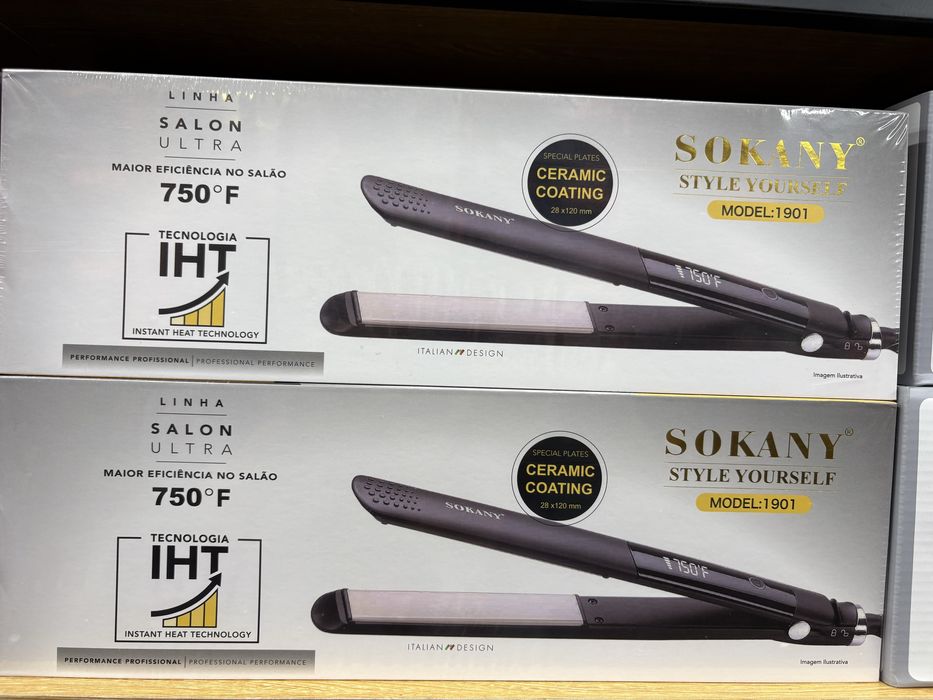 LINHA
SALON
ULTRA
MAIOR EFICIÊNCIA NO SALÃO
750°F
TECNOLOGIA
IHT
INSTANT HEAT TECHNOLOGY
PERFORMANCE PROFISSIONAL | PROFESSIONAL PERFORMANCE
SPECIAL PLATES
CERAMIC
COATING
28 x120 mm
SOKANY®
STYLE YOURSELF
MODEL:1901
SOKANY
750°F
ITALIAN DESIGN
Imagem Ilustrativa
LINHA
SALON
ULTRA
MAIOR EFICIÊNCIA NO SALÃO
750°F
TECNOLOGIA
IHT
INSTANT HEAT TECHNOLOGY
PERFORMANCE PROFISSIONAL | PROFESSIONAL PERFORMANCE
SPECIAL PLATES
CERAMIC
COATING
28 x120 mm
SOKANY®
STYLE YOURSELF
MODEL:1901
SOKANY
750°F
ITALIAN DESIGN
Imagem Ilustrativa